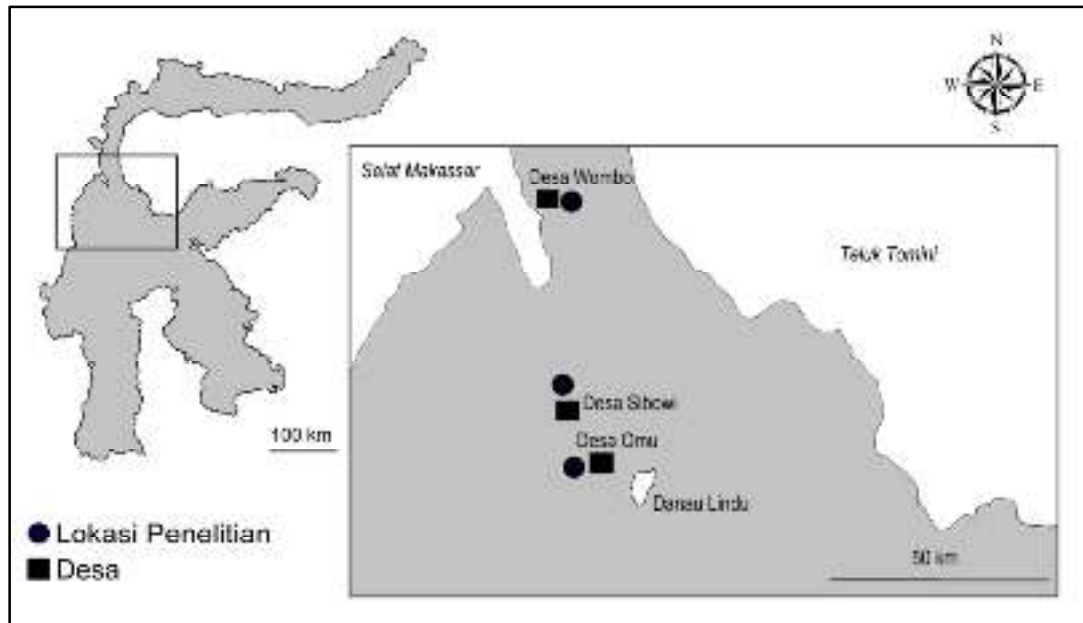 N
W E
S
Selat Makassar
Desa Wombo
Teluk Tomini
Desa Sibowi
Desa Omu
Danau Lindu
100 km
50 km
Lokasi Penelitian
Desa